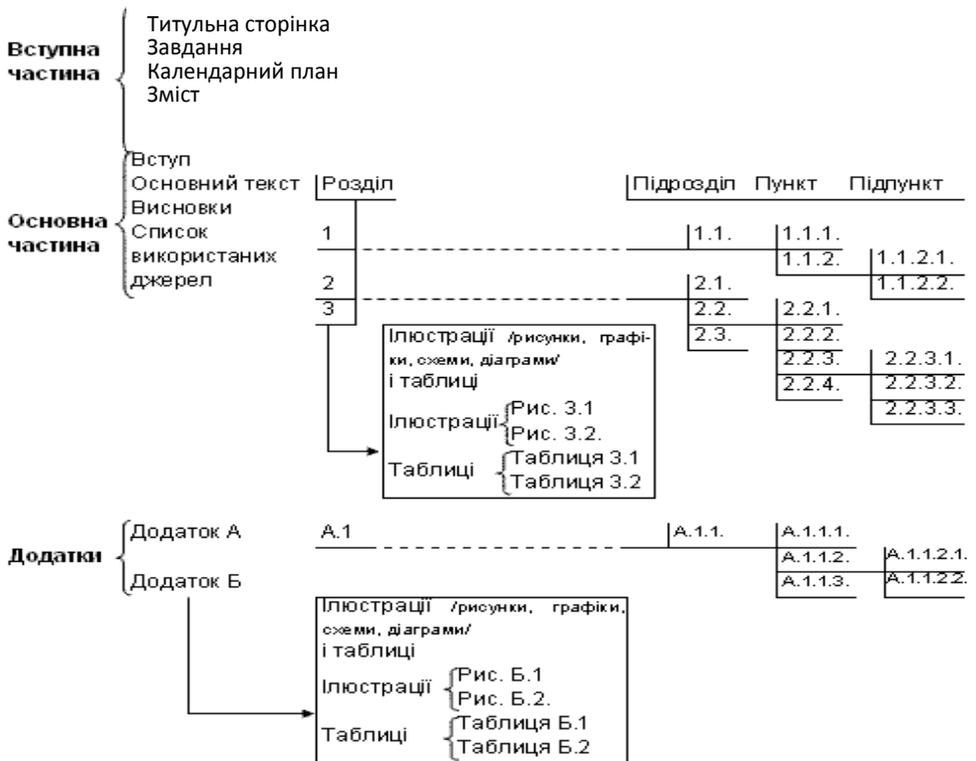 Вступна
частина
Титульна сторінка
Завдання
Календарний план
Зміст
Основна
частина
Вступ
Основний текст
Висновки
Список
використаних
джерел
Розділ Підрозділ Пункт Підпункт
1 1.1. 1.1.1.
1.1.2. 1.1.2.1.
1.1.2.2.
2 2.1.
3 2.2. 2.2.1.
2.3. 2.2.2.
2.2.3. 2.2.3.1.
2.2.4. 2.2.3.2.
2.2.3.3.
Ілюстрації /рисунки, графі-
ки, схеми, діаграми/
і таблиці
Ілюстрації Рис. 3.1
Рис. 3.2.
Таблиці Таблиця 3.1
Таблиця 3.2
Додатки
Додаток А А.1 А.1.1. А.1.1.1.
А.1.1.2. А.1.1.2.1.
Додаток Б А.1.1.3. А.1.1.2.2.
Ілюстрації /рисунки, графіки,
схеми, діаграми/
і таблиці
Ілюстрації Рис. Б.1
Рис. Б.2.
Таблиці Таблиця Б.1
Таблиця Б.2